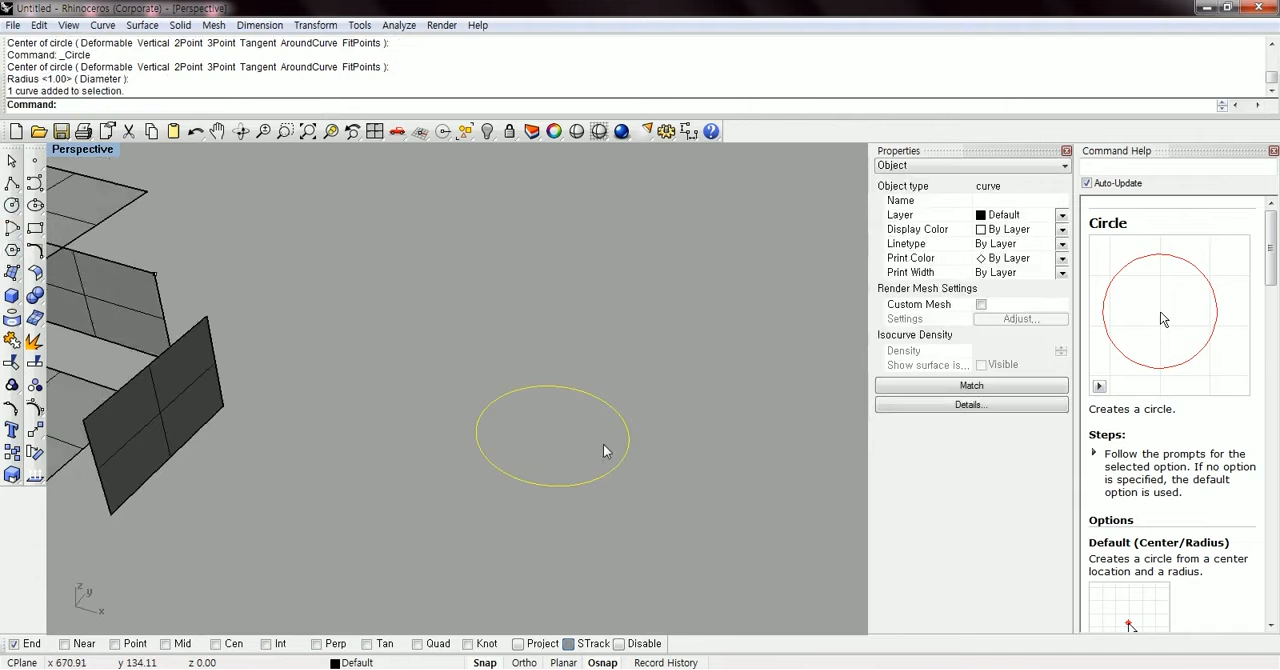 Untitled - Rhinoceros (Corporate) - [Perspective]
File Edit View Curve Surface Solid Mesh Dimension Transform Tools Analyze Render Help
Center of circle ( Deformable Vertical 2Point 3Point Tangent AroundCurve FitPoints ):
Command: _Circle
Center of circle ( Deformable Vertical 2Point 3Point Tangent AroundCurve FitPoints ):
Radius <1.00> ( Diameter ):
1 curve added to selection.
Command:
Perspective
z
y
x
Properties
Object
Object type curve
Name
Layer Default
Display Color By Layer
Linetype By Layer
Print Color By Layer
Print Width By Layer
Render Mesh Settings
Custom Mesh
Settings Adjust...
Isocurve Density
Density
Show surface is... Visible
Match
Details...
Command Help
Auto-Update
Circle
Creates a circle.
Steps:
Follow the prompts for the
selected option. If no option
is specified, the default
option is used.
Options
Default (Center/Radius)
Creates a circle from a center
location and a radius.
End Near Point Mid Cen Int Perp Tan Quad Knot Project STrack Disable
CPlane x 670.91 y 134.11 z 0.00 Default Snap Ortho Planar Osnap Record History